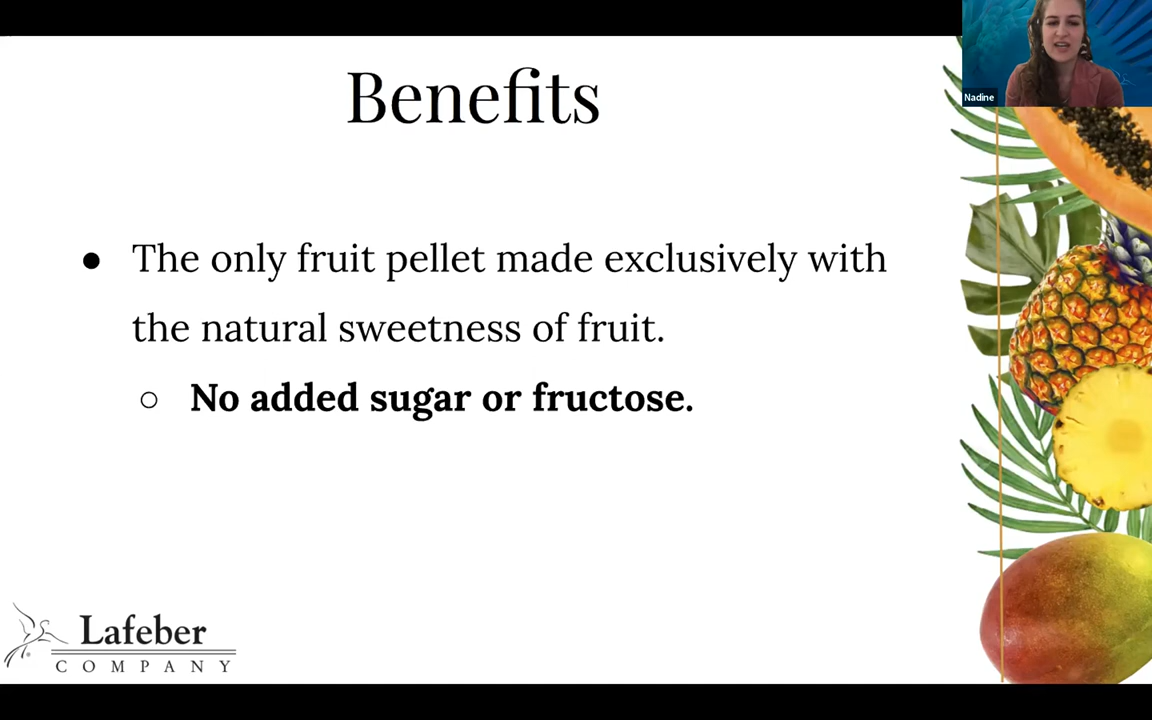 Benefits
Nadine
● The only fruit pellet made exclusively with
the natural sweetness of fruit.
○ No added sugar or fructose.
Lafeber
COMPANY